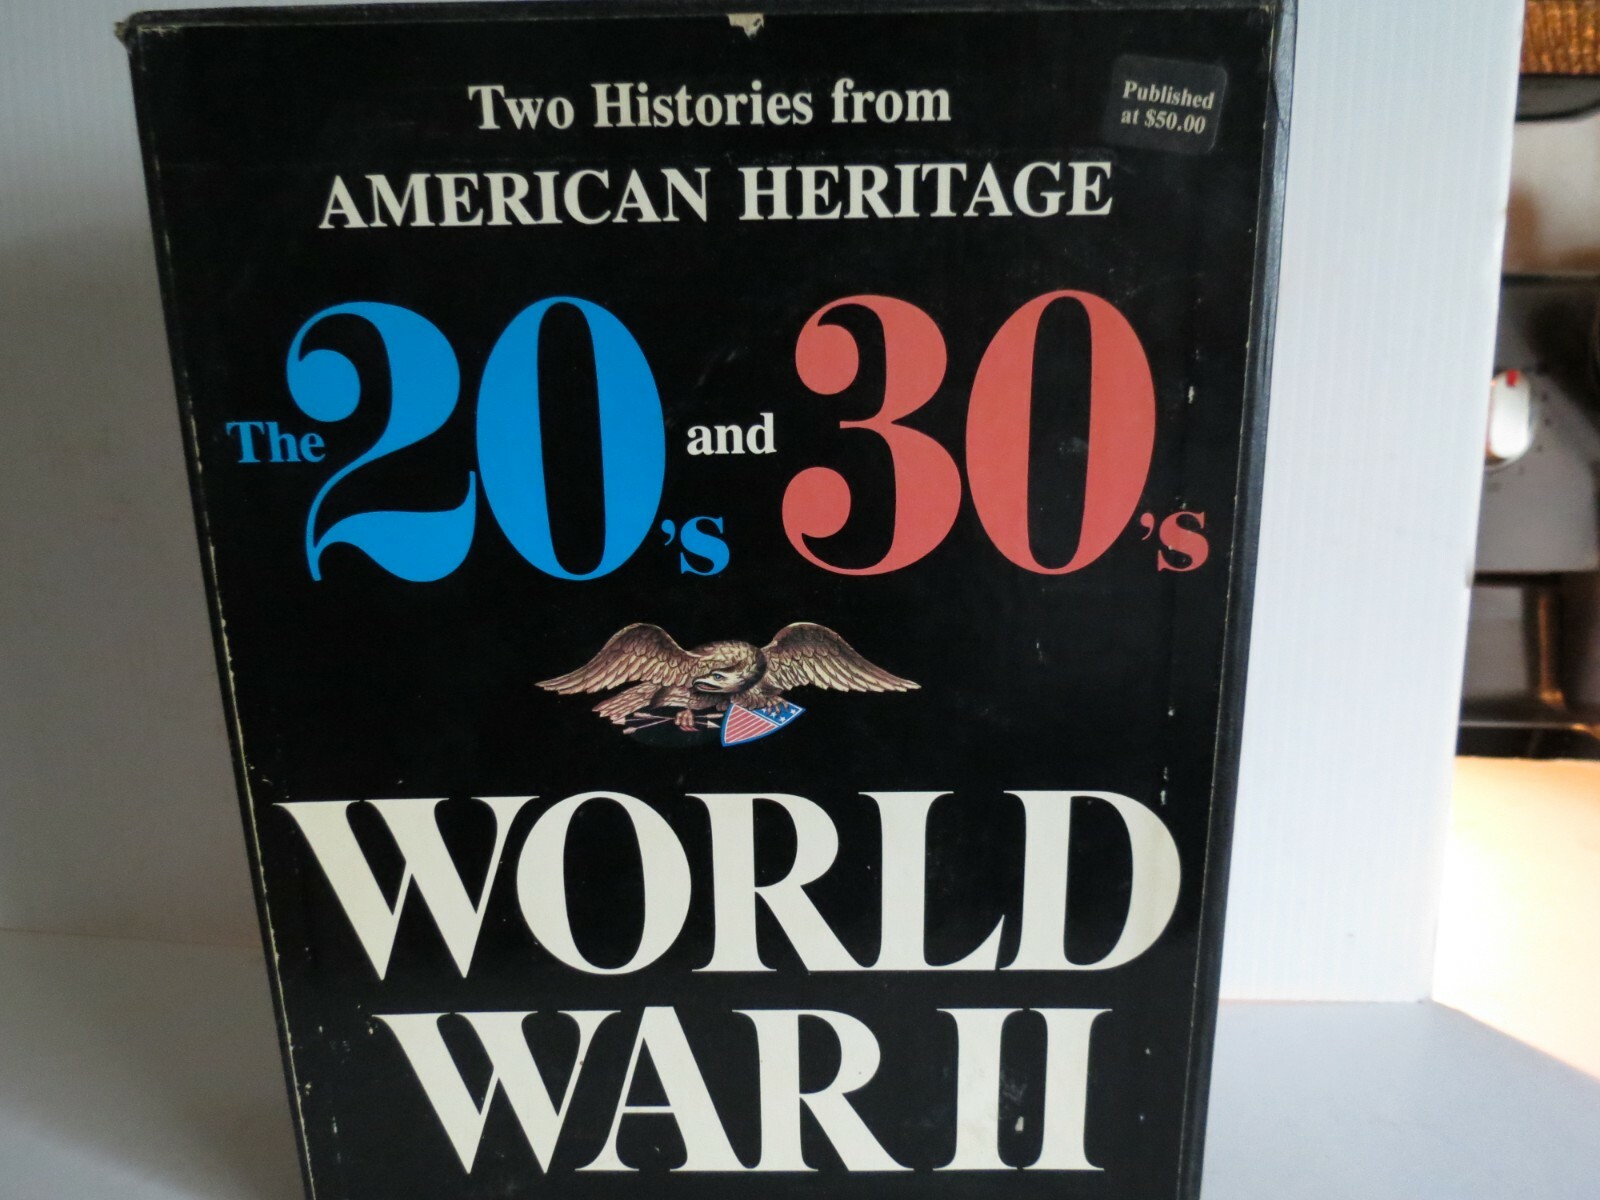 Two Histories from
Published
at $50.00
AMERICAN HERITAGE
The 20's and 30's
WORLD
WAR II